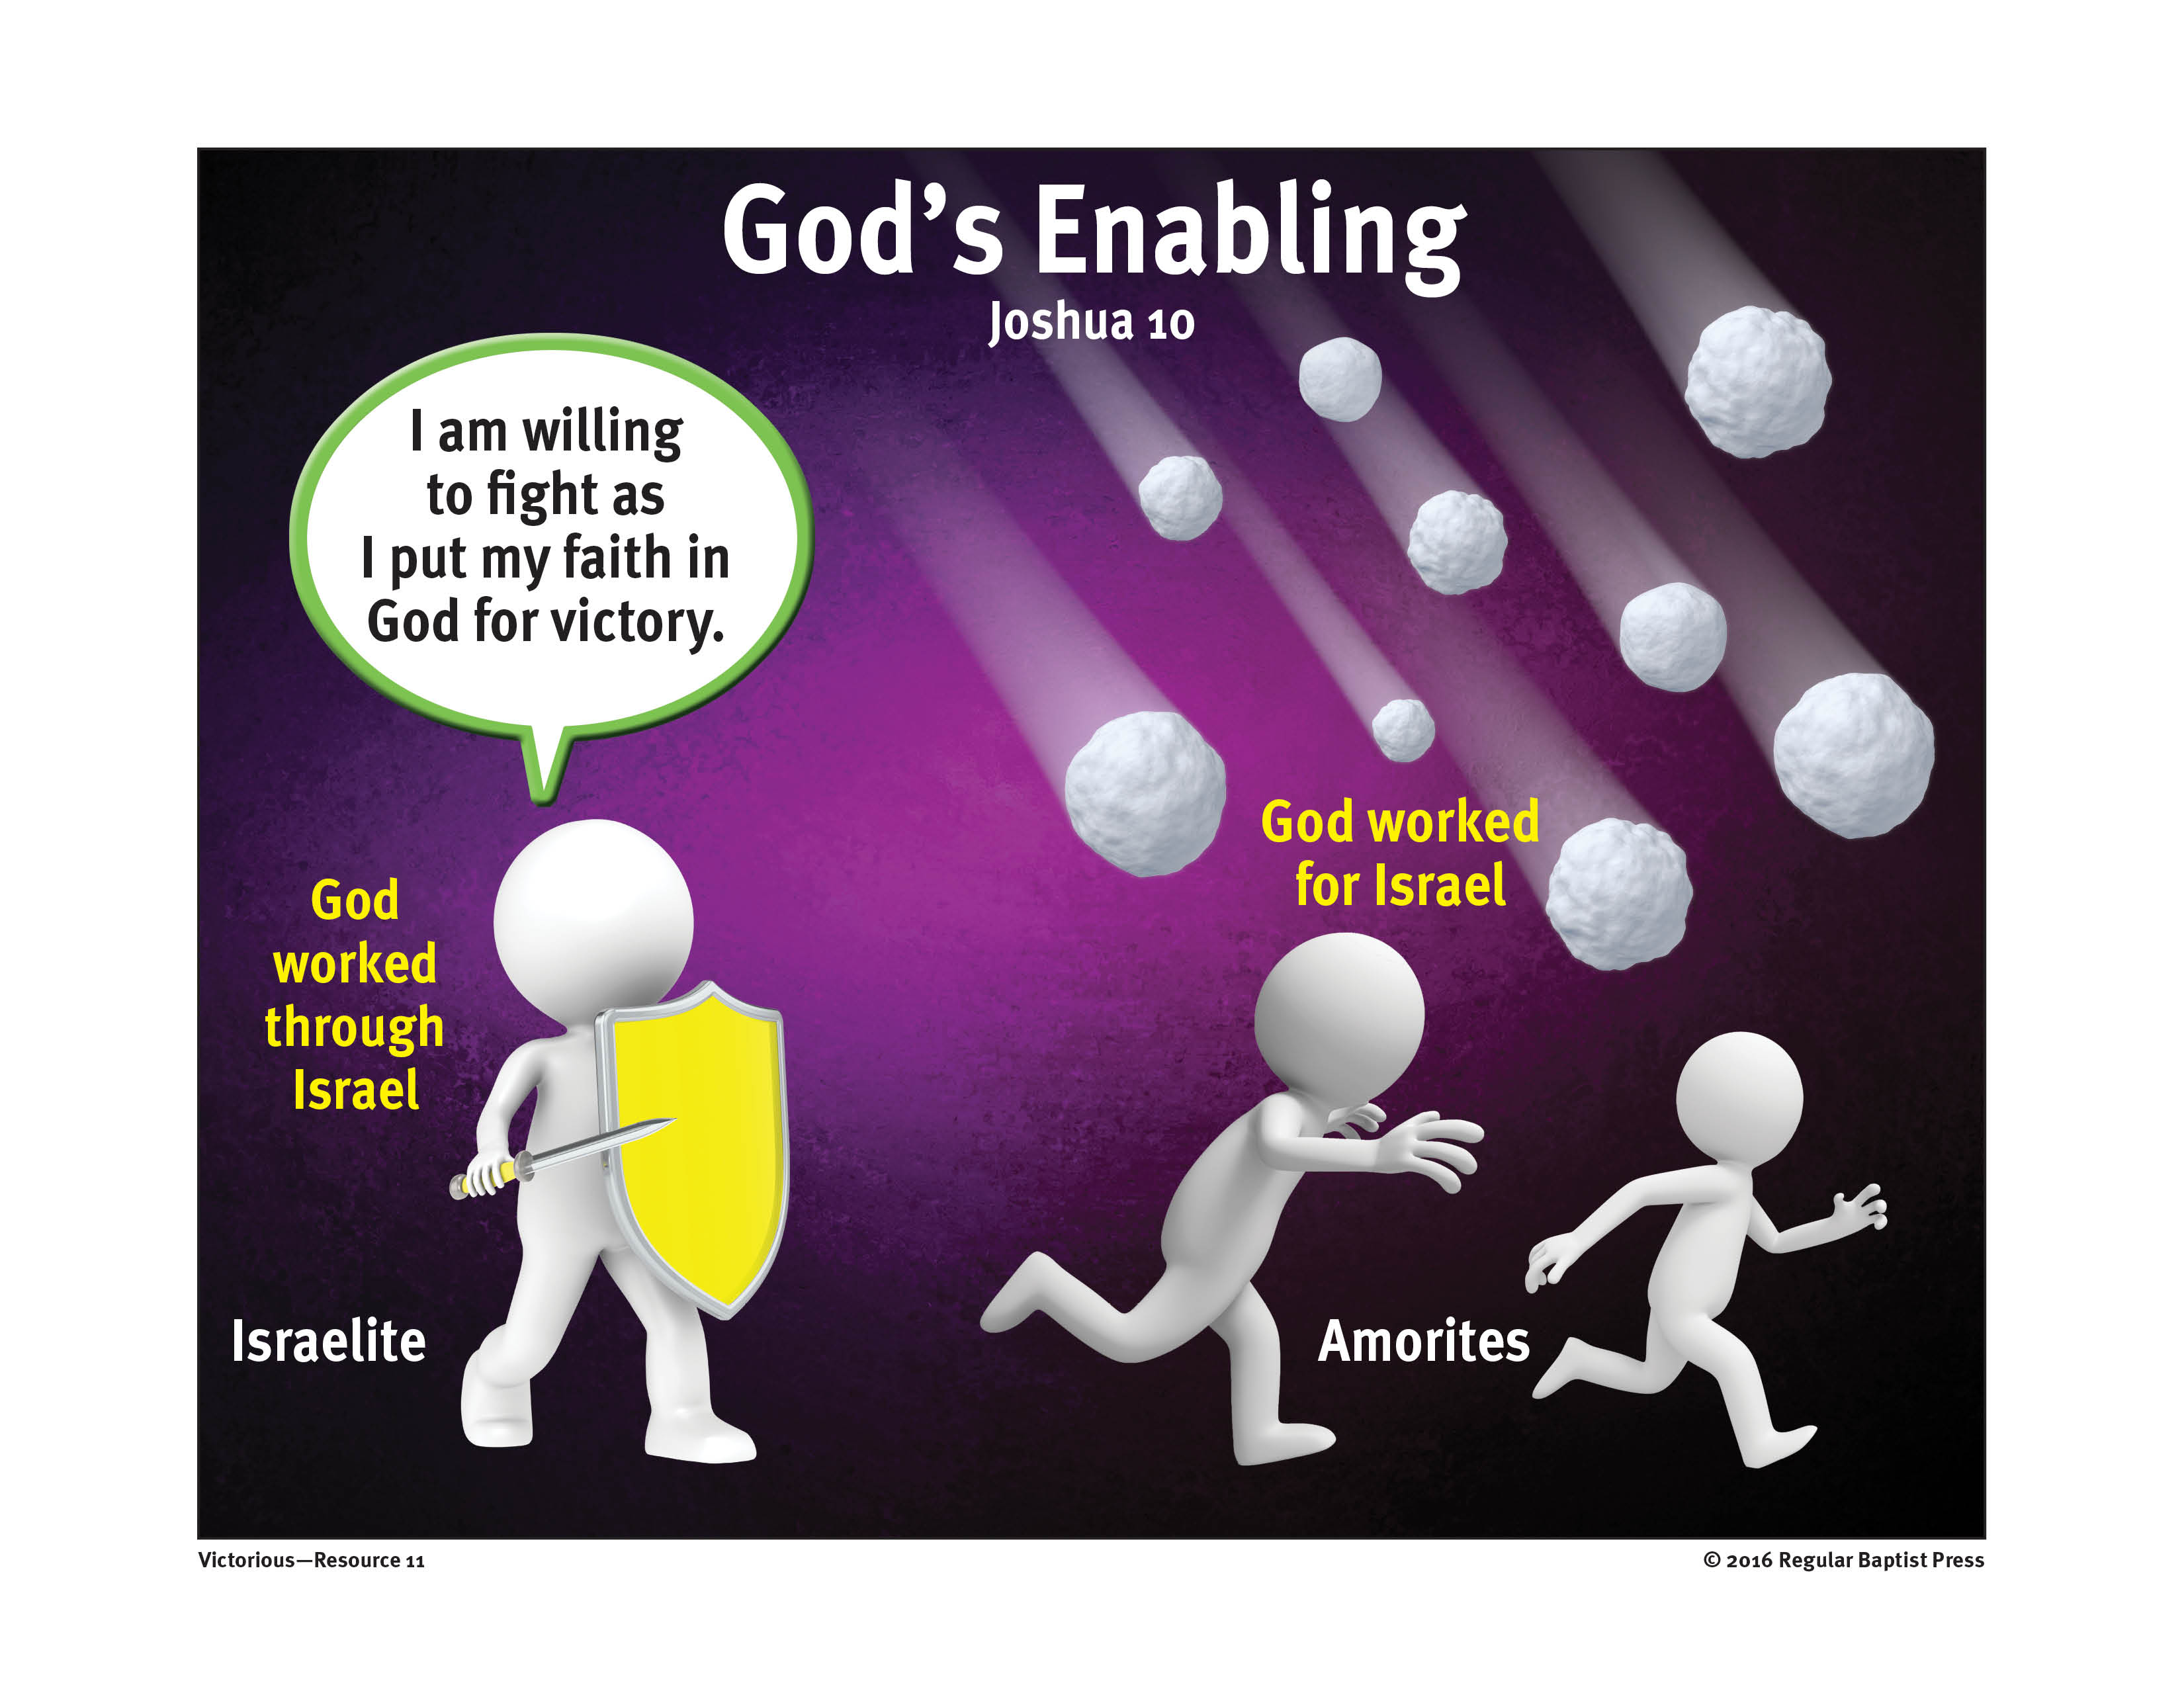 God’s Enabling
Joshua 10
I am willing
to fight as
I put my faith in
God for victory.
God worked
for Israel
God
worked
through
Israel
Israelite
Amorites
Victorious—Resource 11
© 2016 Regular Baptist Press